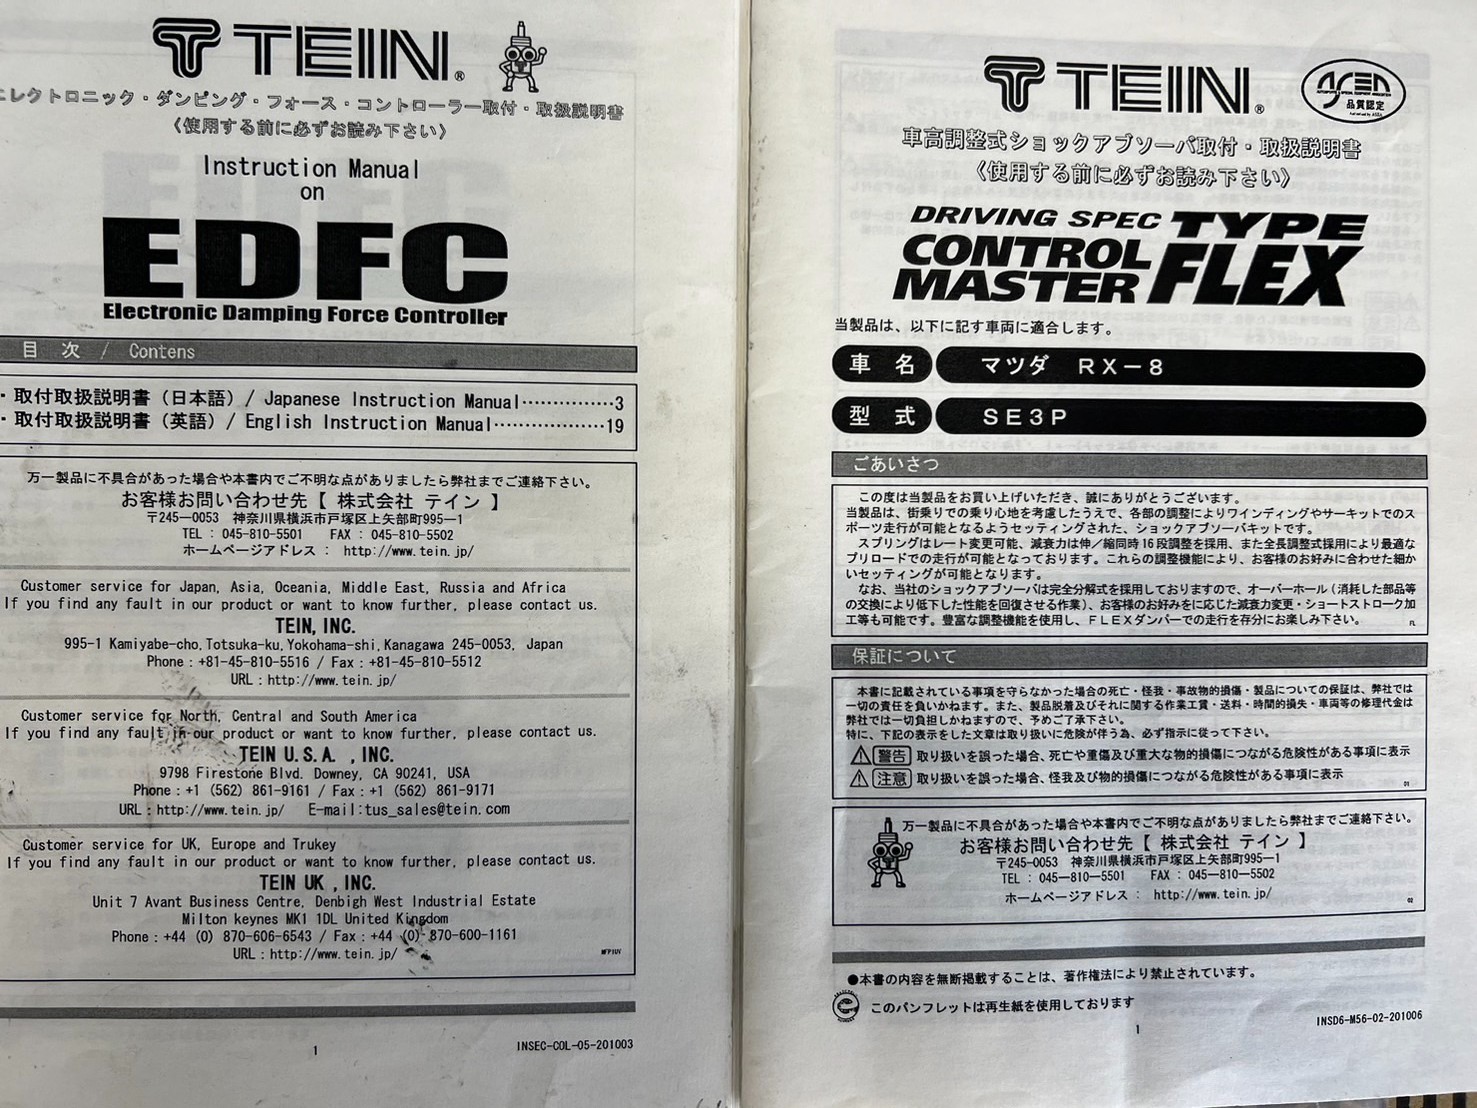 TEIN®
エレクトロニック・ダンピング・フォース・コントローラー取付・取扱説明書
〈使用する前に必ずお読み下さい〉
Instruction Manual
on
EDFC
Electronic Damping Force Controller
目 次 / Contens
・取付取扱説明書（日本語）/ Japanese Instruction Manual……………3
・取付取扱説明書（英語）/ English Instruction Manual………………19
万一製品に不具合があった場合や本書内でご不明な点がありましたら弊社までご連絡下さい。
お客様お問い合わせ先【 株式会社 テイン 】
〒245-0053 神奈川県横浜市戸塚区上矢部町995-1
TEL : 045-810-5501 FAX : 045-810-5502
ホームページアドレス : http://www.tein.jp/
Customer service for Japan, Asia, Oceania, Middle East, Russia and Africa
If you find any fault in our product or want to know further, please contact us.
TEIN, INC.
995-1 Kamiyabe-cho,Totsuka-ku,Yokohama-shi,Kanagawa 245-0053, Japan
Phone : +81-45-810-5516 / Fax : +81-45-810-5512
URL : http://www.tein.jp/
Customer service for North, Central and South America
If you find any fault in our product or want to know further, please contact us.
TEIN U.S.A. , INC.
9798 Firestone Blvd. Downey, CA 90241, USA
Phone : +1 (562) 861-9161 / Fax : +1 (562) 861-9171
URL : http://www.tein.jp/ E-mail:tus_sales@tein.com
Customer service for UK, Europe and Trukey
If you find any fault in our product or want to know further, please contact us.
TEIN UK , INC.
Unit 7 Avant Business Centre, Denbigh West Industrial Estate
Milton keynes MK1 1DL United Kingdom
Phone : +44 (0) 870-606-6543 / Fax : +44 (0) 870-600-1161
URL : http://www.tein.jp/
1
INSEC-COL-05-201003
TEIN®
ASEA
品質認定
車高調整式ショックアブソーバ取付・取扱説明書
〈使用する前に必ずお読み下さい〉
DRIVING SPEC TYPE
CONTROL
MASTER FLEX
当製品は、以下に記す車両に適合します。
車 名 マツダ RX－8
型 式 SE3P
ごあいさつ
この度は当製品をお買い上げいただき、誠にありがとうございます。
当製品は、街乗りでの乗り心地を考慮したうえで、各部の調整によりワインディングやサーキットでのス
ポーツ走行が可能となるようセッティングされた、ショックアブソーバキットです。
スプリングはレート変更可能、減衰力は伸／縮同時16段調整を採用、また全長調整式採用により最適な
プリロードでの走行が可能となっております。これらの調整機能により、お客様のお好みに合わせた細か
いセッティングが可能となります。
なお、当社のショックアブソーバは完全分解式を採用しておりますので、オーバーホール（消耗した部品等
の交換により低下した性能を回復させる作業）、お客様のお好みをに応じた減衰力変更・ショートストローク加
工等も可能です。豊富な調整機能を使用し、ＦＬＥＸダンパーでの走行を存分にお楽しみ下さい。
FL
保証について
本書に記載されている事項を守らなかった場合の死亡・怪我・事故物的損傷・製品についての保証は、弊社では
一切の責任を負いかねます。また、製品脱着及びそれに関する作業工賃・送料・時間的損失・車両等の修理代金は
弊社では一切負担しかねますので、予めご了承下さい。
特に、下記の表示をした文章は取り扱いに危険が伴う為、必ず指示に従って下さい。
警告 取り扱いを誤った場合、死亡や重傷及び重大な物的損傷につながる危険性がある事項に表示
注意 取り扱いを誤った場合、怪我及び物的損傷につながる危険性がある事項に表示
01
万一製品に不具合があった場合や本書内でご不明な点がありましたら弊社までご連絡下さい。
お客様お問い合わせ先【 株式会社 テイン 】
〒245-0053 神奈川県横浜市戸塚区上矢部町995-1
TEL : 045-810-5501 FAX : 045-810-5502
ホームページアドレス : http://www.tein.jp/
02
●本書の内容を無断掲載することは、著作権法により禁止されています。
このパンフレットは再生紙を使用しております
INSD6-M56-02-201006
1